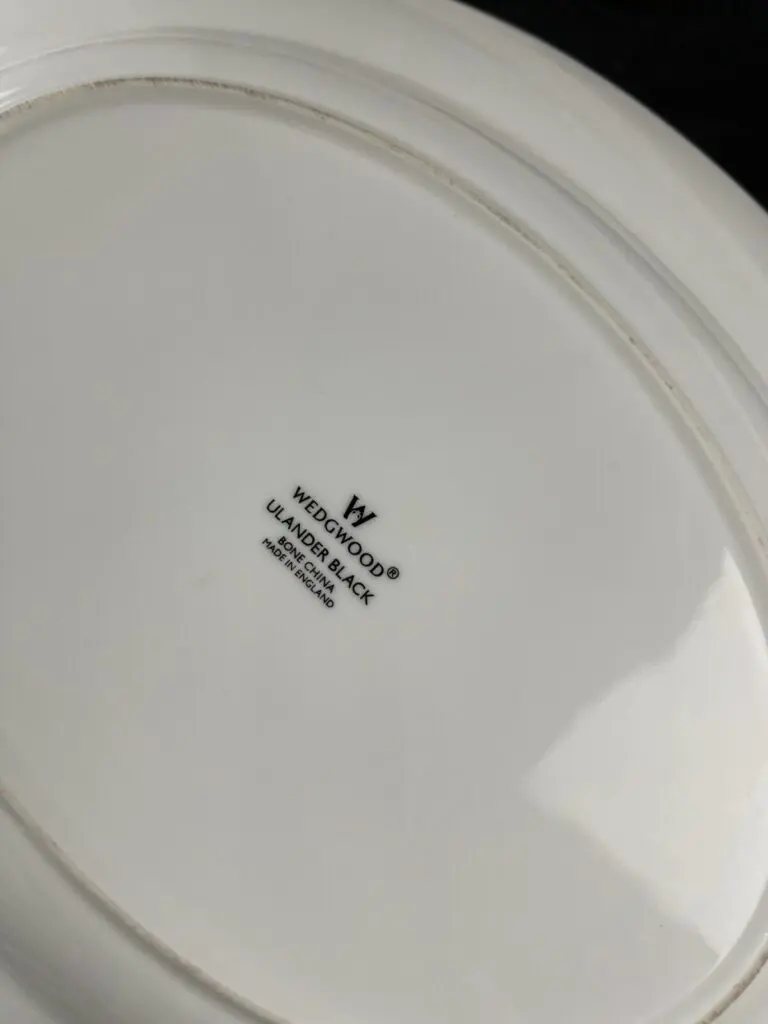 W
WEDGWOOD®
ULANDER BLACK
BONE CHINA
MADE IN ENGLAND